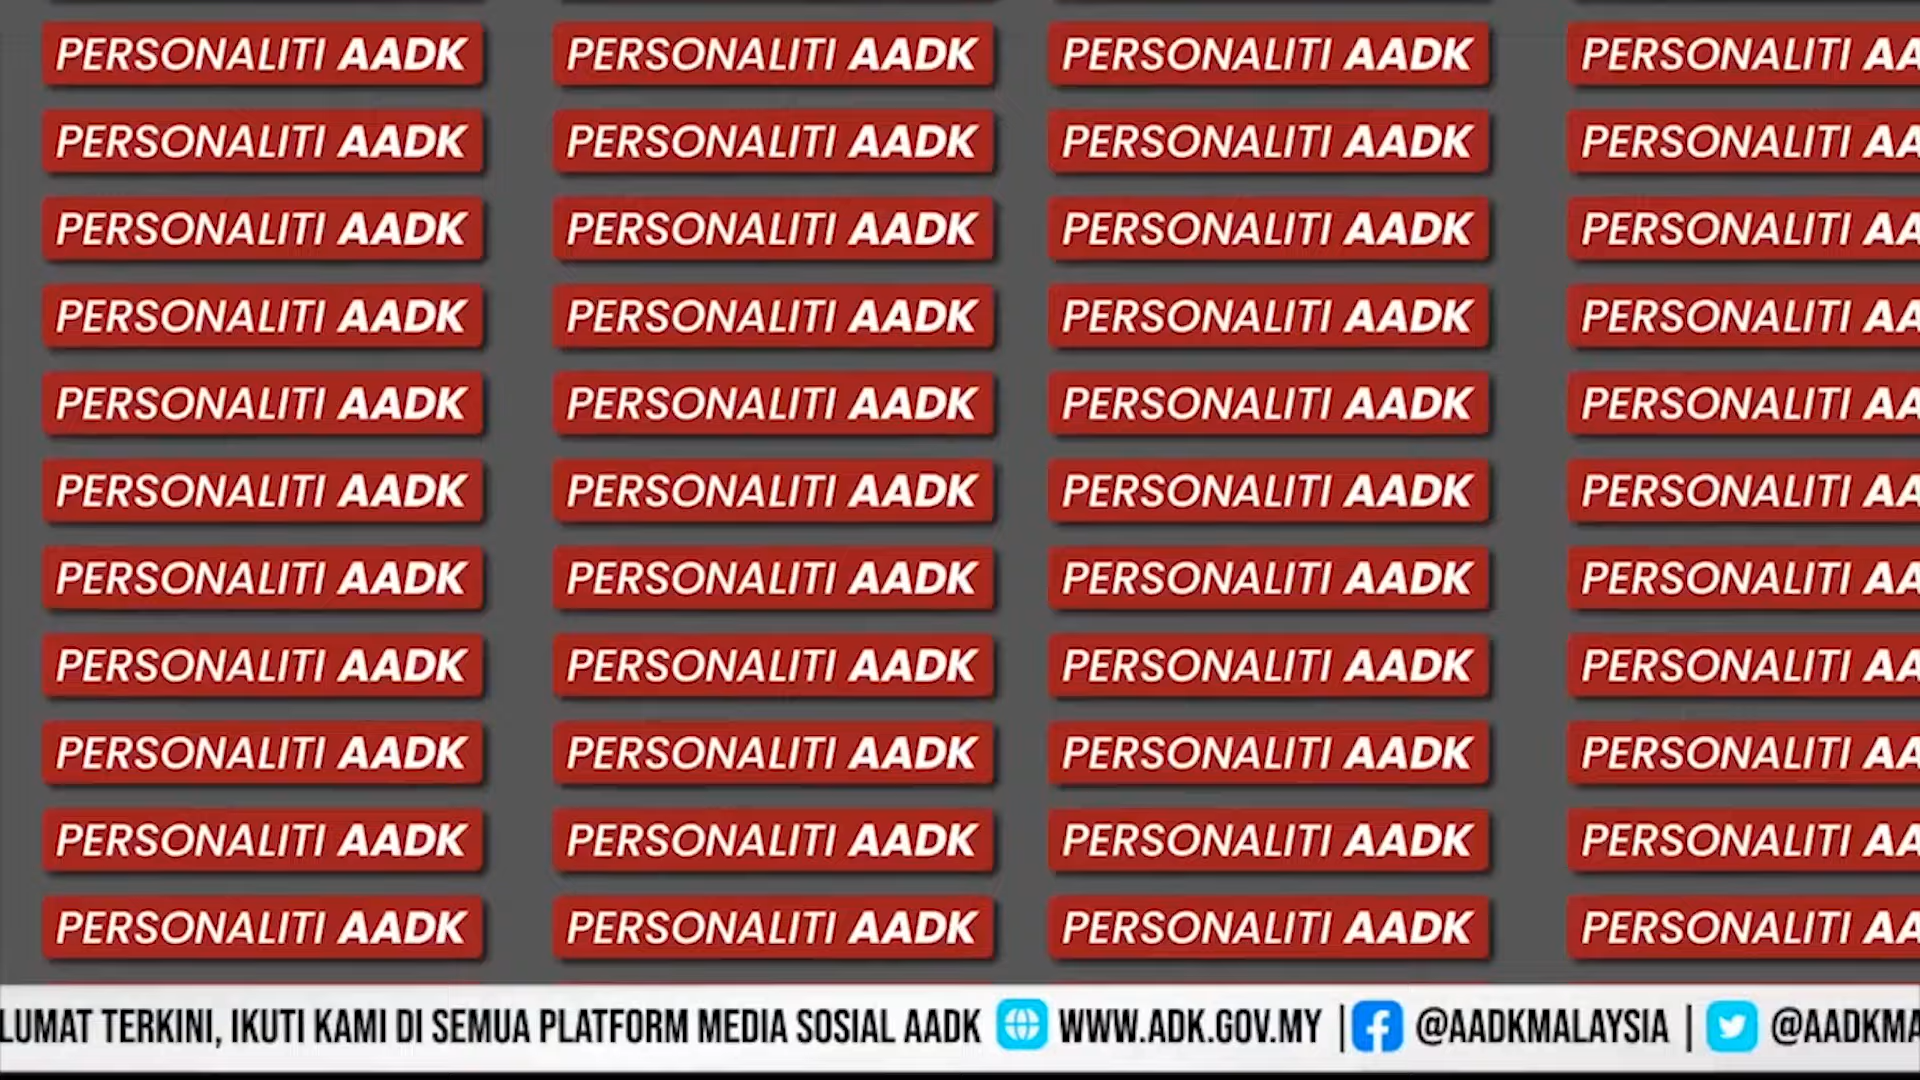 PERSONALITI AADK PERSONALITI AADK PERSONALITI AADK PERSONALITI AA
PERSONALITI AADK PERSONALITI AADK PERSONALITI AADK PERSONALITI AA
PERSONALITI AADK PERSONALITI AADK PERSONALITI AADK PERSONALITI AA
PERSONALITI AADK PERSONALITI AADK PERSONALITI AADK PERSONALITI AA
PERSONALITI AADK PERSONALITI AADK PERSONALITI AADK PERSONALITI AA
PERSONALITI AADK PERSONALITI AADK PERSONALITI AADK PERSONALITI AA
PERSONALITI AADK PERSONALITI AADK PERSONALITI AADK PERSONALITI AA
PERSONALITI AADK PERSONALITI AADK PERSONALITI AADK PERSONALITI AA
PERSONALITI AADK PERSONALITI AADK PERSONALITI AADK PERSONALITI AA
PERSONALITI AADK PERSONALITI AADK PERSONALITI AADK PERSONALITI AA
PERSONALITI AADK PERSONALITI AADK PERSONALITI AADK PERSONALITI AA
LUMAT TERKINI, IKUTI KAMI DI SEMUA PLATFORM MEDIA SOSIAL AADK WWW.ADK.GOV.MY | @AADKMALAYSIA | @AADKMA